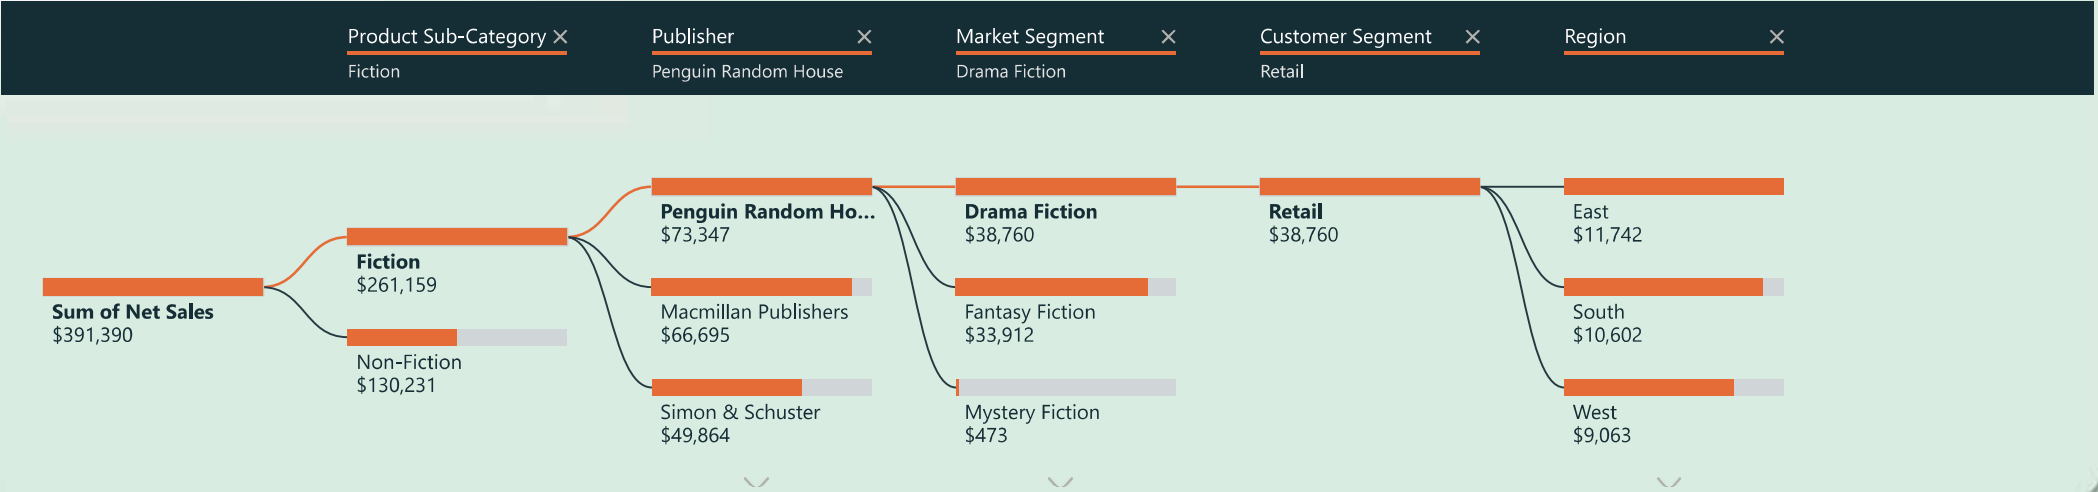 Product Sub-Category
Publisher
Market Segment
Customer Segment
Region
Fiction
Penguin Random House
Drama Fiction
Retail
Sum of Net Sales
$391,390
Fiction
$261,159
Non-Fiction
$130,231
Penguin Random Ho...
$73,347
Macmillan Publishers
$66,695
Simon & Schuster
$49,864
Drama Fiction
$38,760
Fantasy Fiction
$33,912
Mystery Fiction
$473
Retail
$38,760
East
$11,742
South
$10,602
West
$9,063